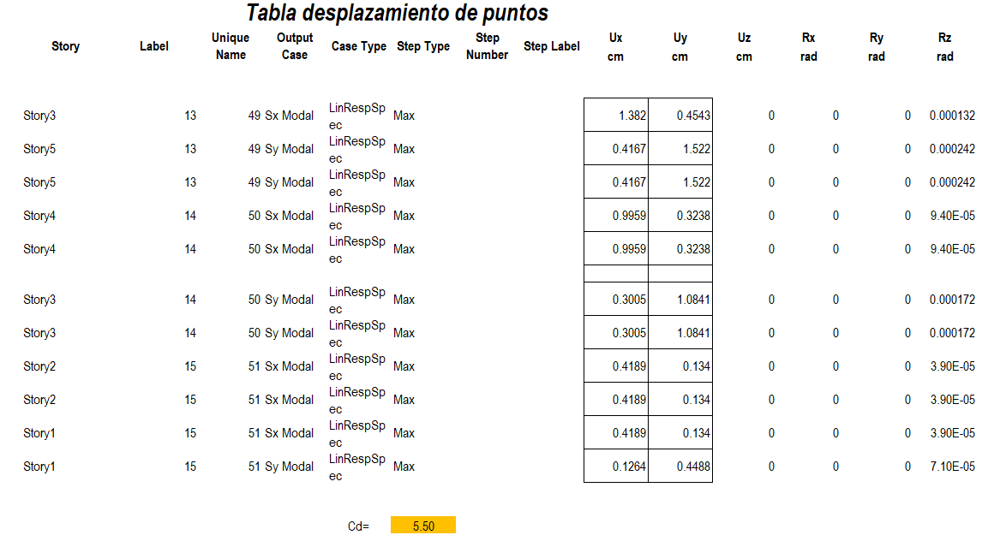 Tabla desplazamiento de puntos
Story Label Unique Name Output Case Case Type Step Type Step Number Step Label Ux cm Uy cm Uz cm Rx rad Ry rad Rz rad
Story3 13 49 Sx Modal LinRespSpec Max 1.382 0.4543 0 0 0 0.000132
Story5 13 49 Sy Modal LinRespSpec Max 0.4167 1.522 0 0 0 0.000242
Story5 13 49 Sy Modal LinRespSpec Max 0.4167 1.522 0 0 0 0.000242
Story4 14 50 Sx Modal LinRespSpec Max 0.9959 0.3238 0 0 0 9.40E-05
Story4 14 50 Sx Modal LinRespSpec Max 0.9959 0.3238 0 0 0 9.40E-05
Story3 14 50 Sy Modal LinRespSpec Max 0.3005 1.0841 0 0 0 0.000172
Story3 14 50 Sy Modal LinRespSpec Max 0.3005 1.0841 0 0 0 0.000172
Story2 15 51 Sx Modal LinRespSpec Max 0.4189 0.134 0 0 0 3.90E-05
Story2 15 51 Sx Modal LinRespSpec Max 0.4189 0.134 0 0 0 3.90E-05
Story1 15 51 Sx Modal LinRespSpec Max 0.4189 0.134 0 0 0 3.90E-05
Story1 15 51 Sy Modal LinRespSpec Max 0.1264 0.4488 0 0 0 7.10E-05
Cd= 5.50